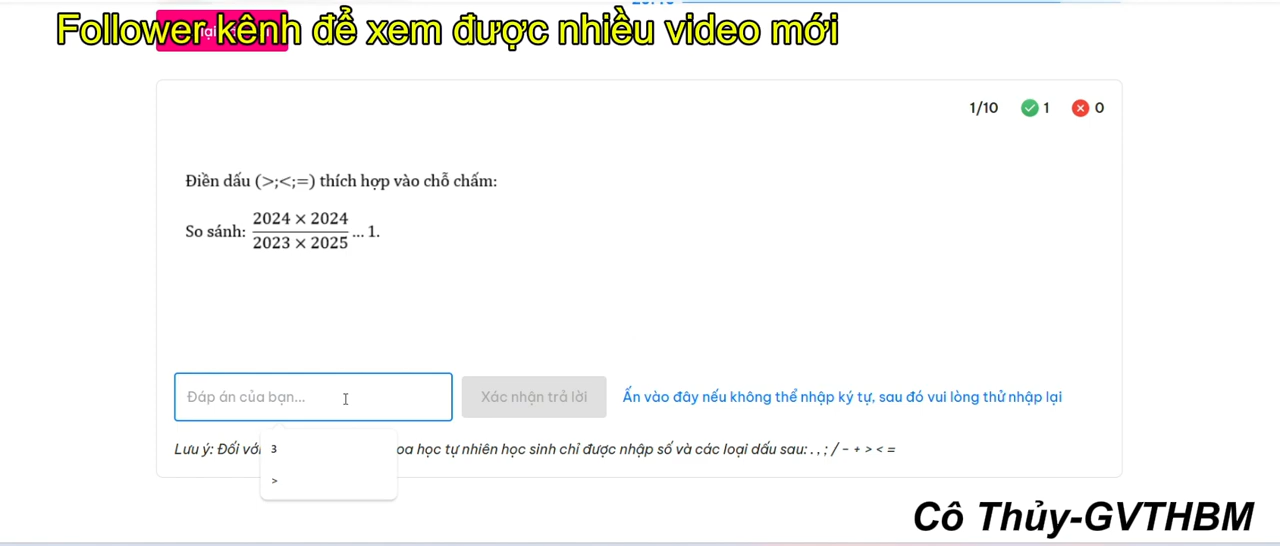 Follower kênh để xem được nhiều video mới
1/10 1 0
Điền dấu (>;<;=) thích hợp vào chỗ chấm:
So sánh: 2024 × 2024 / 2023 × 2025 ... 1.
Đáp án của bạn...
Xác nhận trả lời
Ấn vào đây nếu không thể nhập ký tự, sau đó vui lòng thử nhập lại
Lưu ý: Đối với oa học tự nhiên học sinh chỉ được nhập số và các loại dấu sau: . , ; / - + > < =
3
>
Cô Thủy-GVTHBM